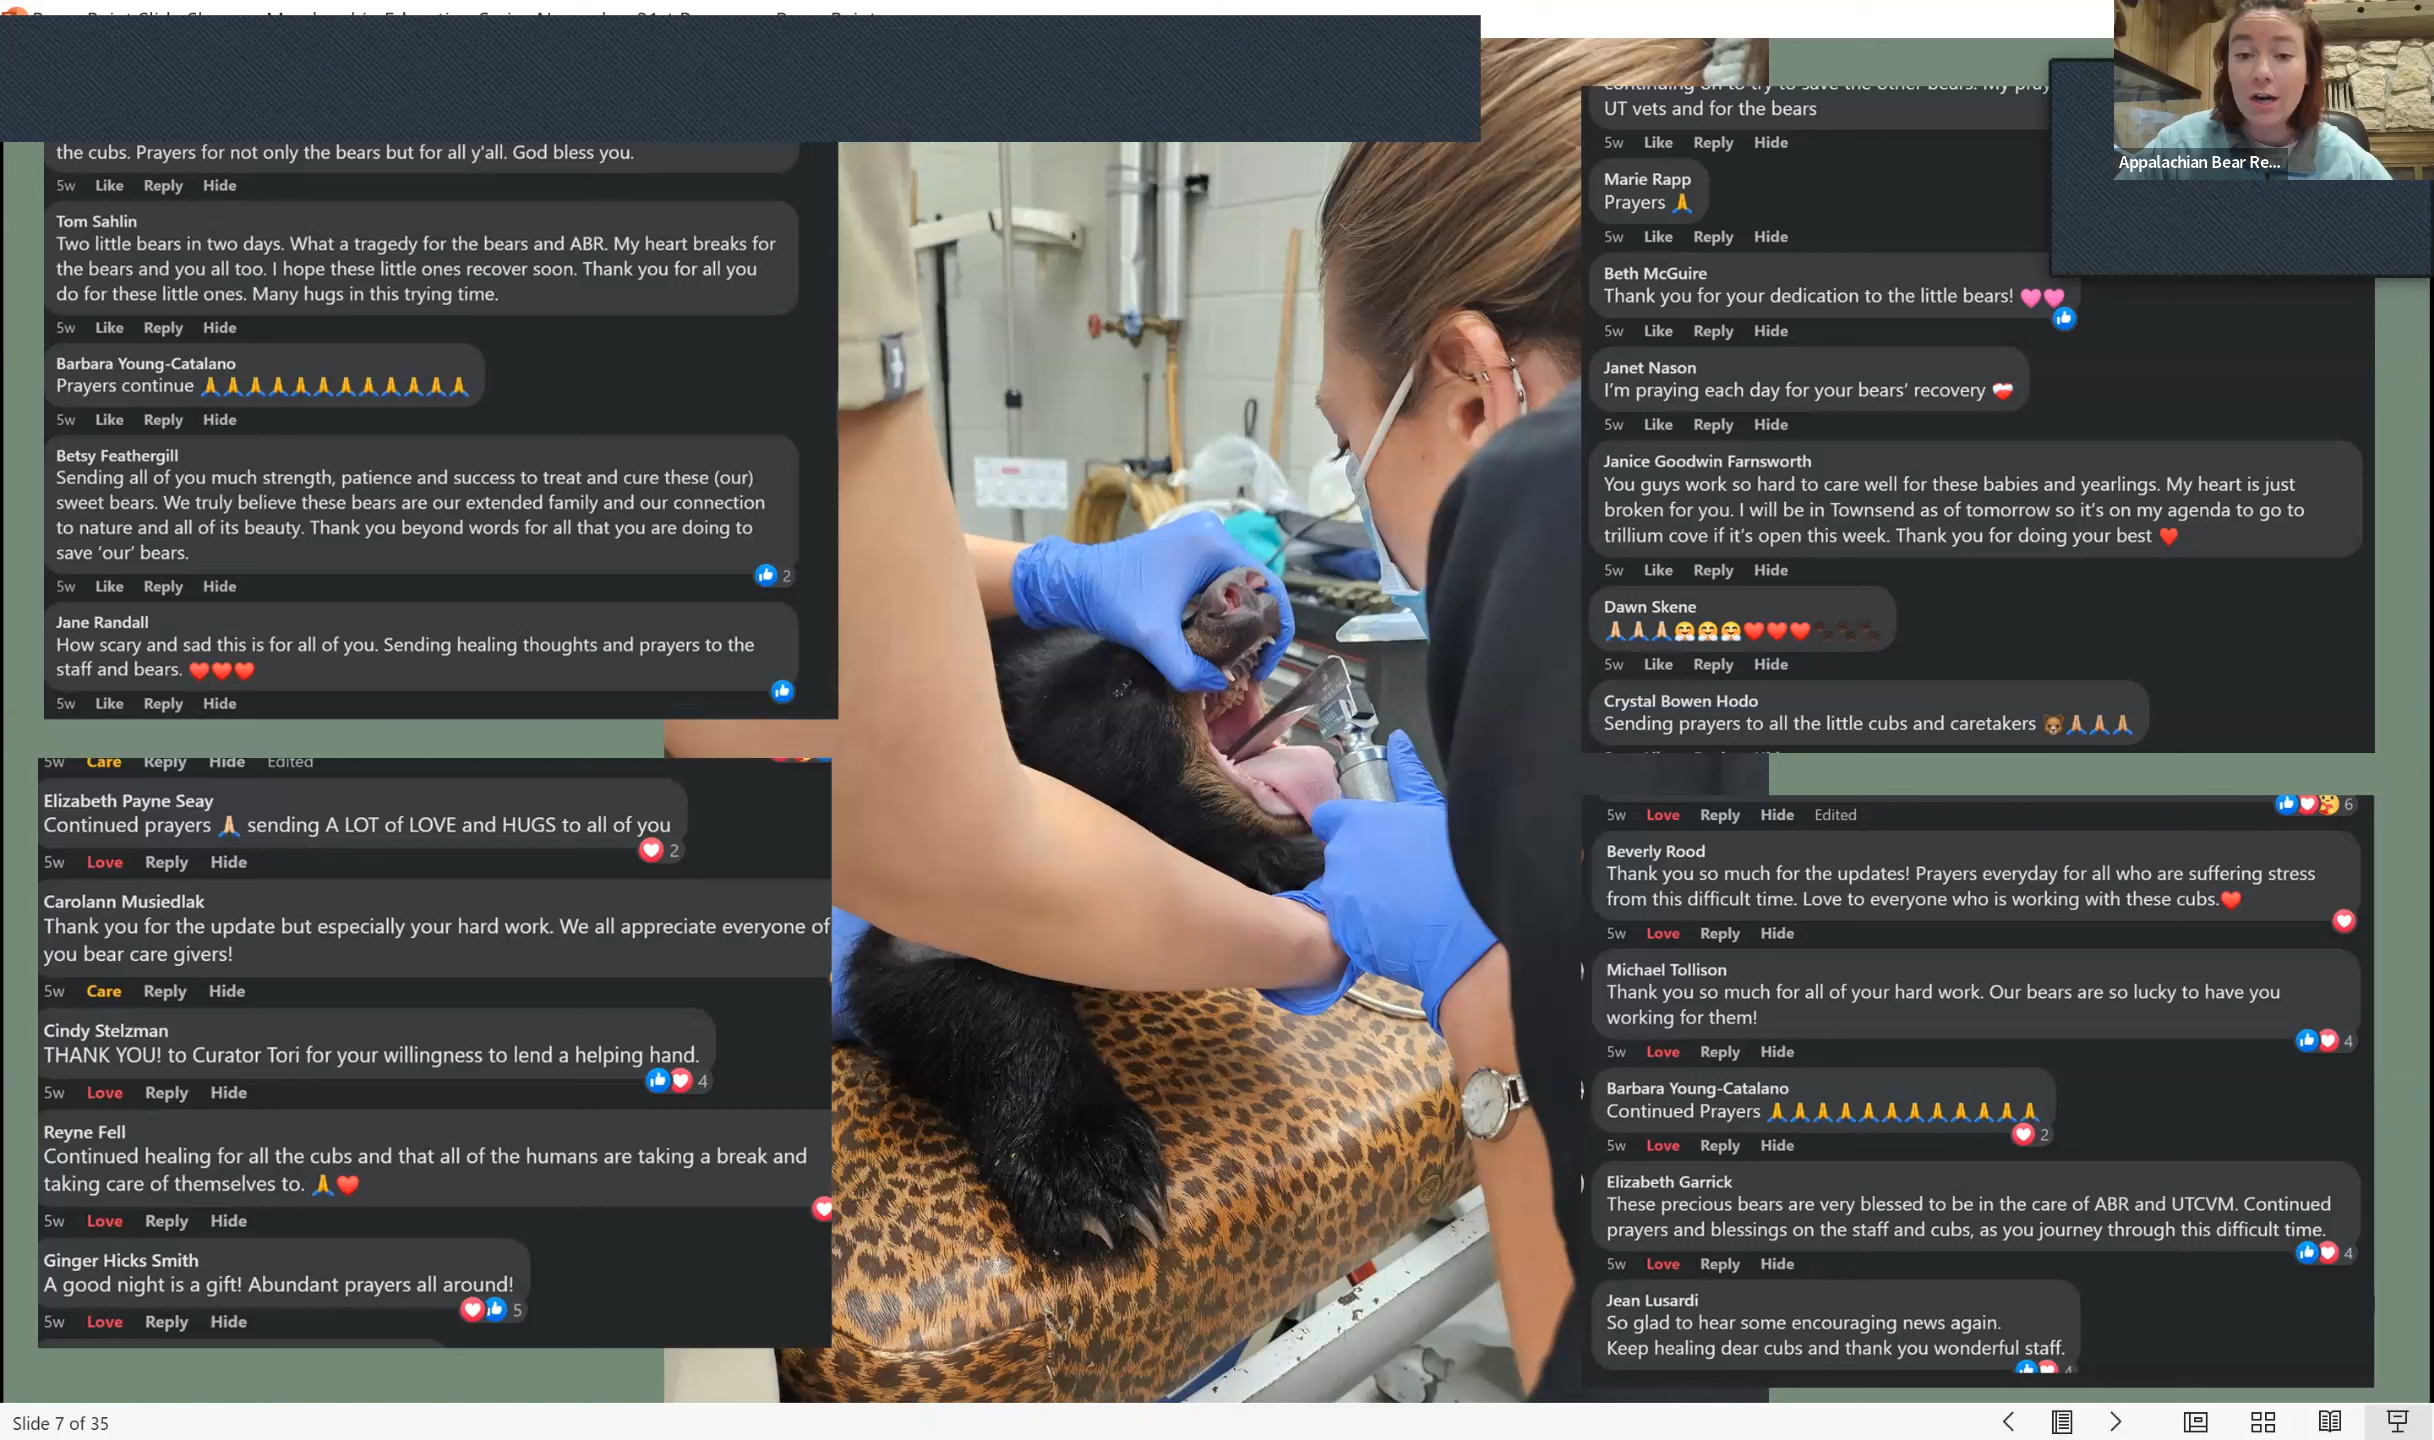 the cubs. Prayers for not only the bears but for all y'all. God bless you.
5w Like Reply Hide
Tom Sahlin
Two little bears in two days. What a tragedy for the bears and ABR. My heart breaks for
the bears and you all too. I hope these little ones recover soon. Thank you for all you
do for these little ones. Many hugs in this trying time.
5w Like Reply Hide
Barbara Young-Catalano
Prayers continue 🙏🙏🙏🙏🙏🙏🙏🙏🙏🙏🙏🙏
5w Like Reply Hide
Betsy Feathergill
Sending all of you much strength, patience and success to treat and cure these (our)
sweet bears. We truly believe these bears are our extended family and our connection
to nature and all of its beauty. Thank you beyond words for all that you are doing to
save ‘our’ bears.
2
5w Like Reply Hide
Jane Randall
How scary and sad this is for all of you. Sending healing thoughts and prayers to the
staff and bears. ❤️❤️❤️
5w Like Reply Hide
5w Care Reply Hide Edited
Elizabeth Payne Seay
Continued prayers 🙏🏼 sending A LOT of LOVE and HUGS to all of you
2
5w Love Reply Hide
Carolann Musiedlak
Thank you for the update but especially your hard work. We all appreciate everyone of
you bear care givers!
5w Care Reply Hide
Cindy Stelzman
THANK YOU! to Curator Tori for your willingness to lend a helping hand.
4
5w Love Reply Hide
Reyne Fell
Continued healing for all the cubs and that all of the humans are taking a break and
taking care of themselves to. 🙏❤️
5w Love Reply Hide
Ginger Hicks Smith
A good night is a gift! Abundant prayers all around!
5
5w Love Reply Hide
UT vets and for the bears
5w Like Reply Hide
Marie Rapp
Prayers 🙏
5w Like Reply Hide
Beth McGuire
Thank you for your dedication to the little bears! 🩷🩷
5w Like Reply Hide
Janet Nason
I’m praying each day for your bears’ recovery ❤️‍🩹
5w Like Reply Hide
Janice Goodwin Farnsworth
You guys work so hard to care well for these babies and yearlings. My heart is just
broken for you. I will be in Townsend as of tomorrow so it’s on my agenda to go to
trillium cove if it’s open this week. Thank you for doing your best ❤️
5w Like Reply Hide
Dawn Skene
🙏🏼🙏🏼🙏🏼🤗🤗🤗❤️❤️❤️
5w Like Reply Hide
Crystal Bowen Hodo
Sending prayers to all the little cubs and caretakers 🐻🙏🏼🙏🏼🙏🏼
6
5w Love Reply Hide Edited
Beverly Rood
Thank you so much for the updates! Prayers everyday for all who are suffering stress
from this difficult time. Love to everyone who is working with these cubs.❤️
5w Love Reply Hide
Michael Tollison
Thank you so much for all of your hard work. Our bears are so lucky to have you
working for them!
4
5w Love Reply Hide
Barbara Young-Catalano
Continued Prayers 🙏🙏🙏🙏🙏🙏🙏🙏🙏🙏🙏🙏
2
5w Love Reply Hide
Elizabeth Garrick
These precious bears are very blessed to be in the care of ABR and UTCVM. Continued
prayers and blessings on the staff and cubs, as you journey through this difficult time.
4
5w Love Reply Hide
Jean Lusardi
So glad to hear some encouraging news again.
Keep healing dear cubs and thank you wonderful staff.
Appalachian Bear Re...
Slide 7 of 35